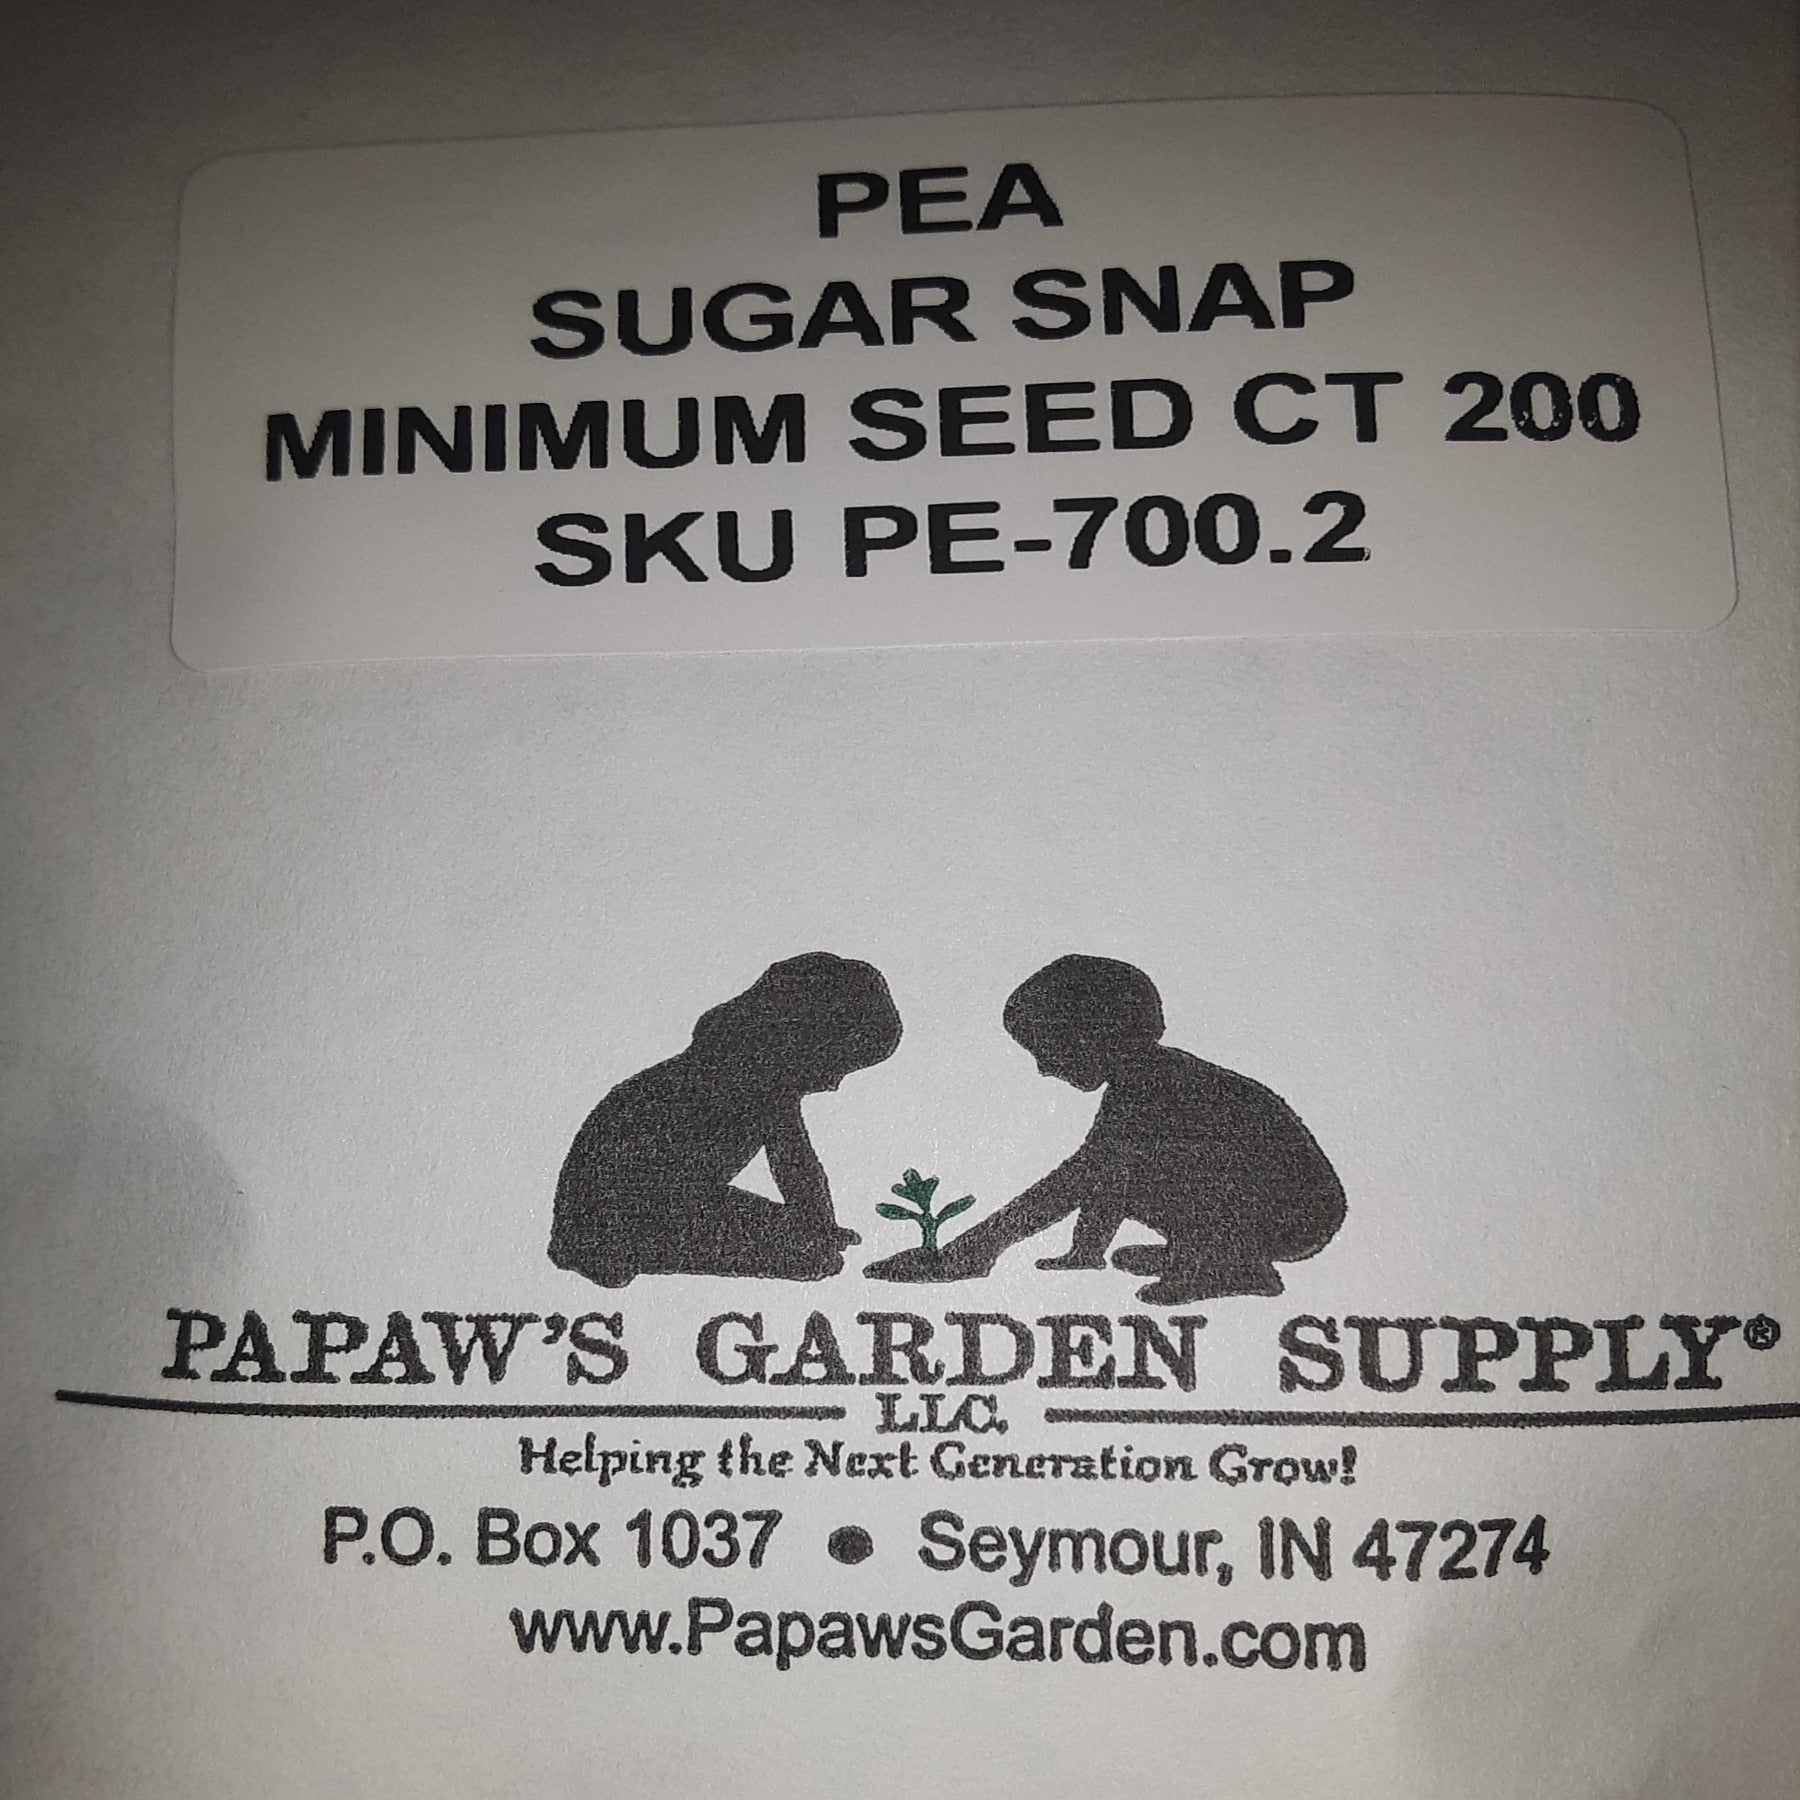 PEA
SUGAR SNAP
MINIMUM SEED CT 200
SKU PE-700.2
PAPAW'S GARDEN SUPPLY®
LLC.
Helping the Next Generation Grow!
P.O. Box 1037 ● Seymour, IN 47274
www.PapawsGarden.com